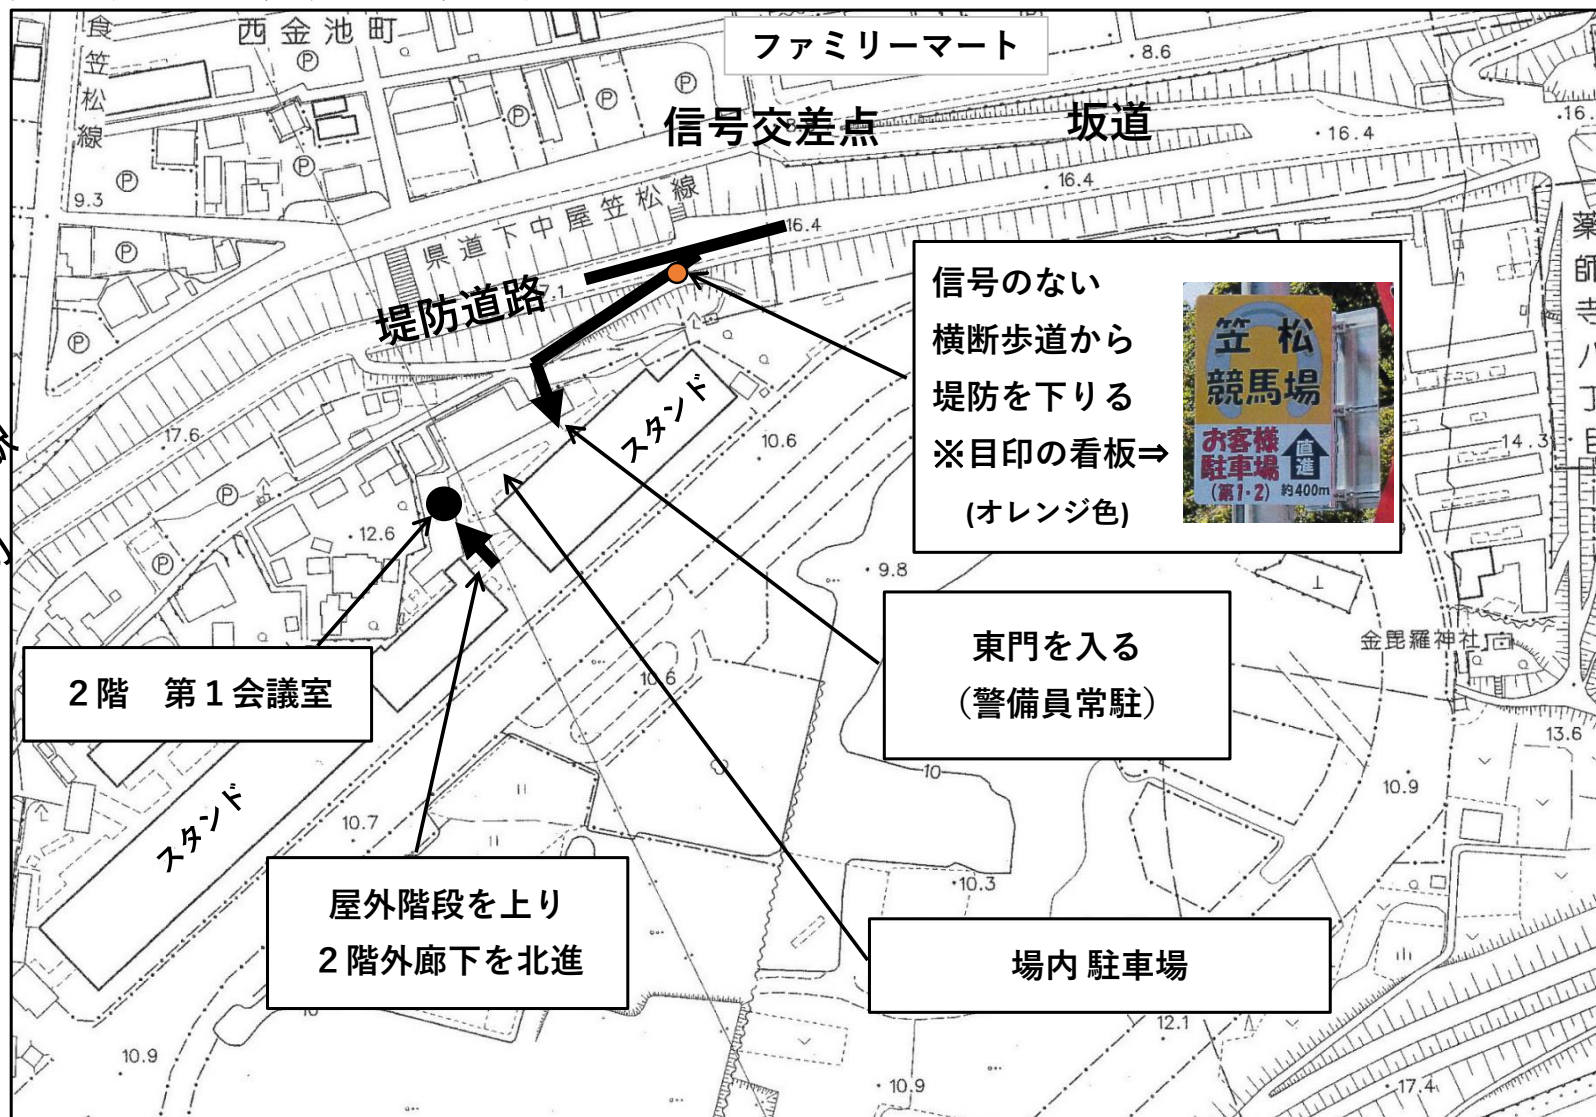 西金池町
食笠松線
ファミリーマート
信号交差点
坂道
8.6
16.4
16.4
16.4
9.3
県道下中屋笠松線
堤防道路
信号のない
横断歩道から
堤防を下りる
※目印の看板⇒
(オレンジ色)
笠松
競馬場
お客様
駐車場
(第1・2)
直進
約400m
17.6
スタンド
10.6
14.3
12.6
9.8
2階 第1会議室
東門を入る
(警備員常駐)
金毘羅神社
10.6
13.6
10
10.9
10.7
スタンド
屋外階段を上り
2階外廊下を北進
10.3
場内 駐車場
12.1
10.9
10.9
17.4